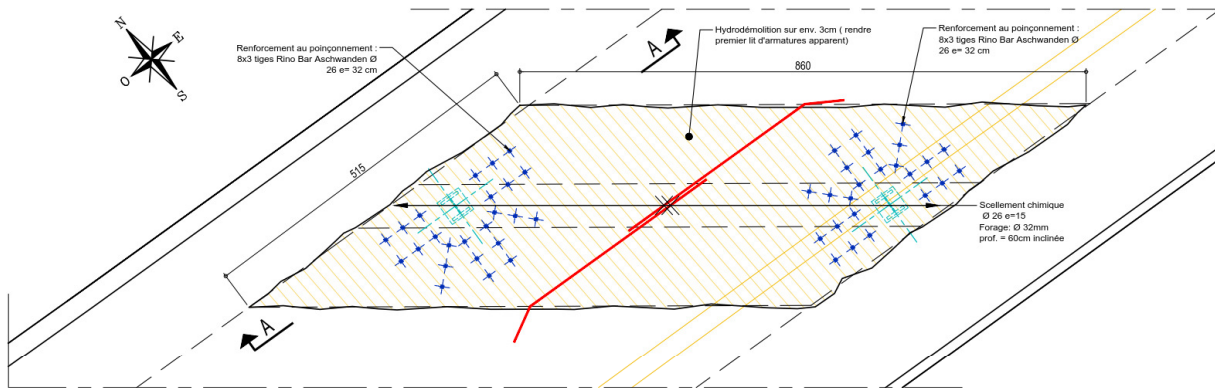 N
E
O
S
Renforcement au poinçonnement :
8x3 tiges Rino Bar Aschwanden Ø
26 e= 32 cm
A
Hydrodémolition sur env. 3cm ( rendre
premier lit d'armatures apparent)
Renforcement au poinçonnement :
8x3 tiges Rino Bar Aschwanden Ø
26 e= 32 cm
860
515
Scellement chimique
Ø 26 e=15
Forage: Ø 32mm
prof. = 60cm inclinée
A